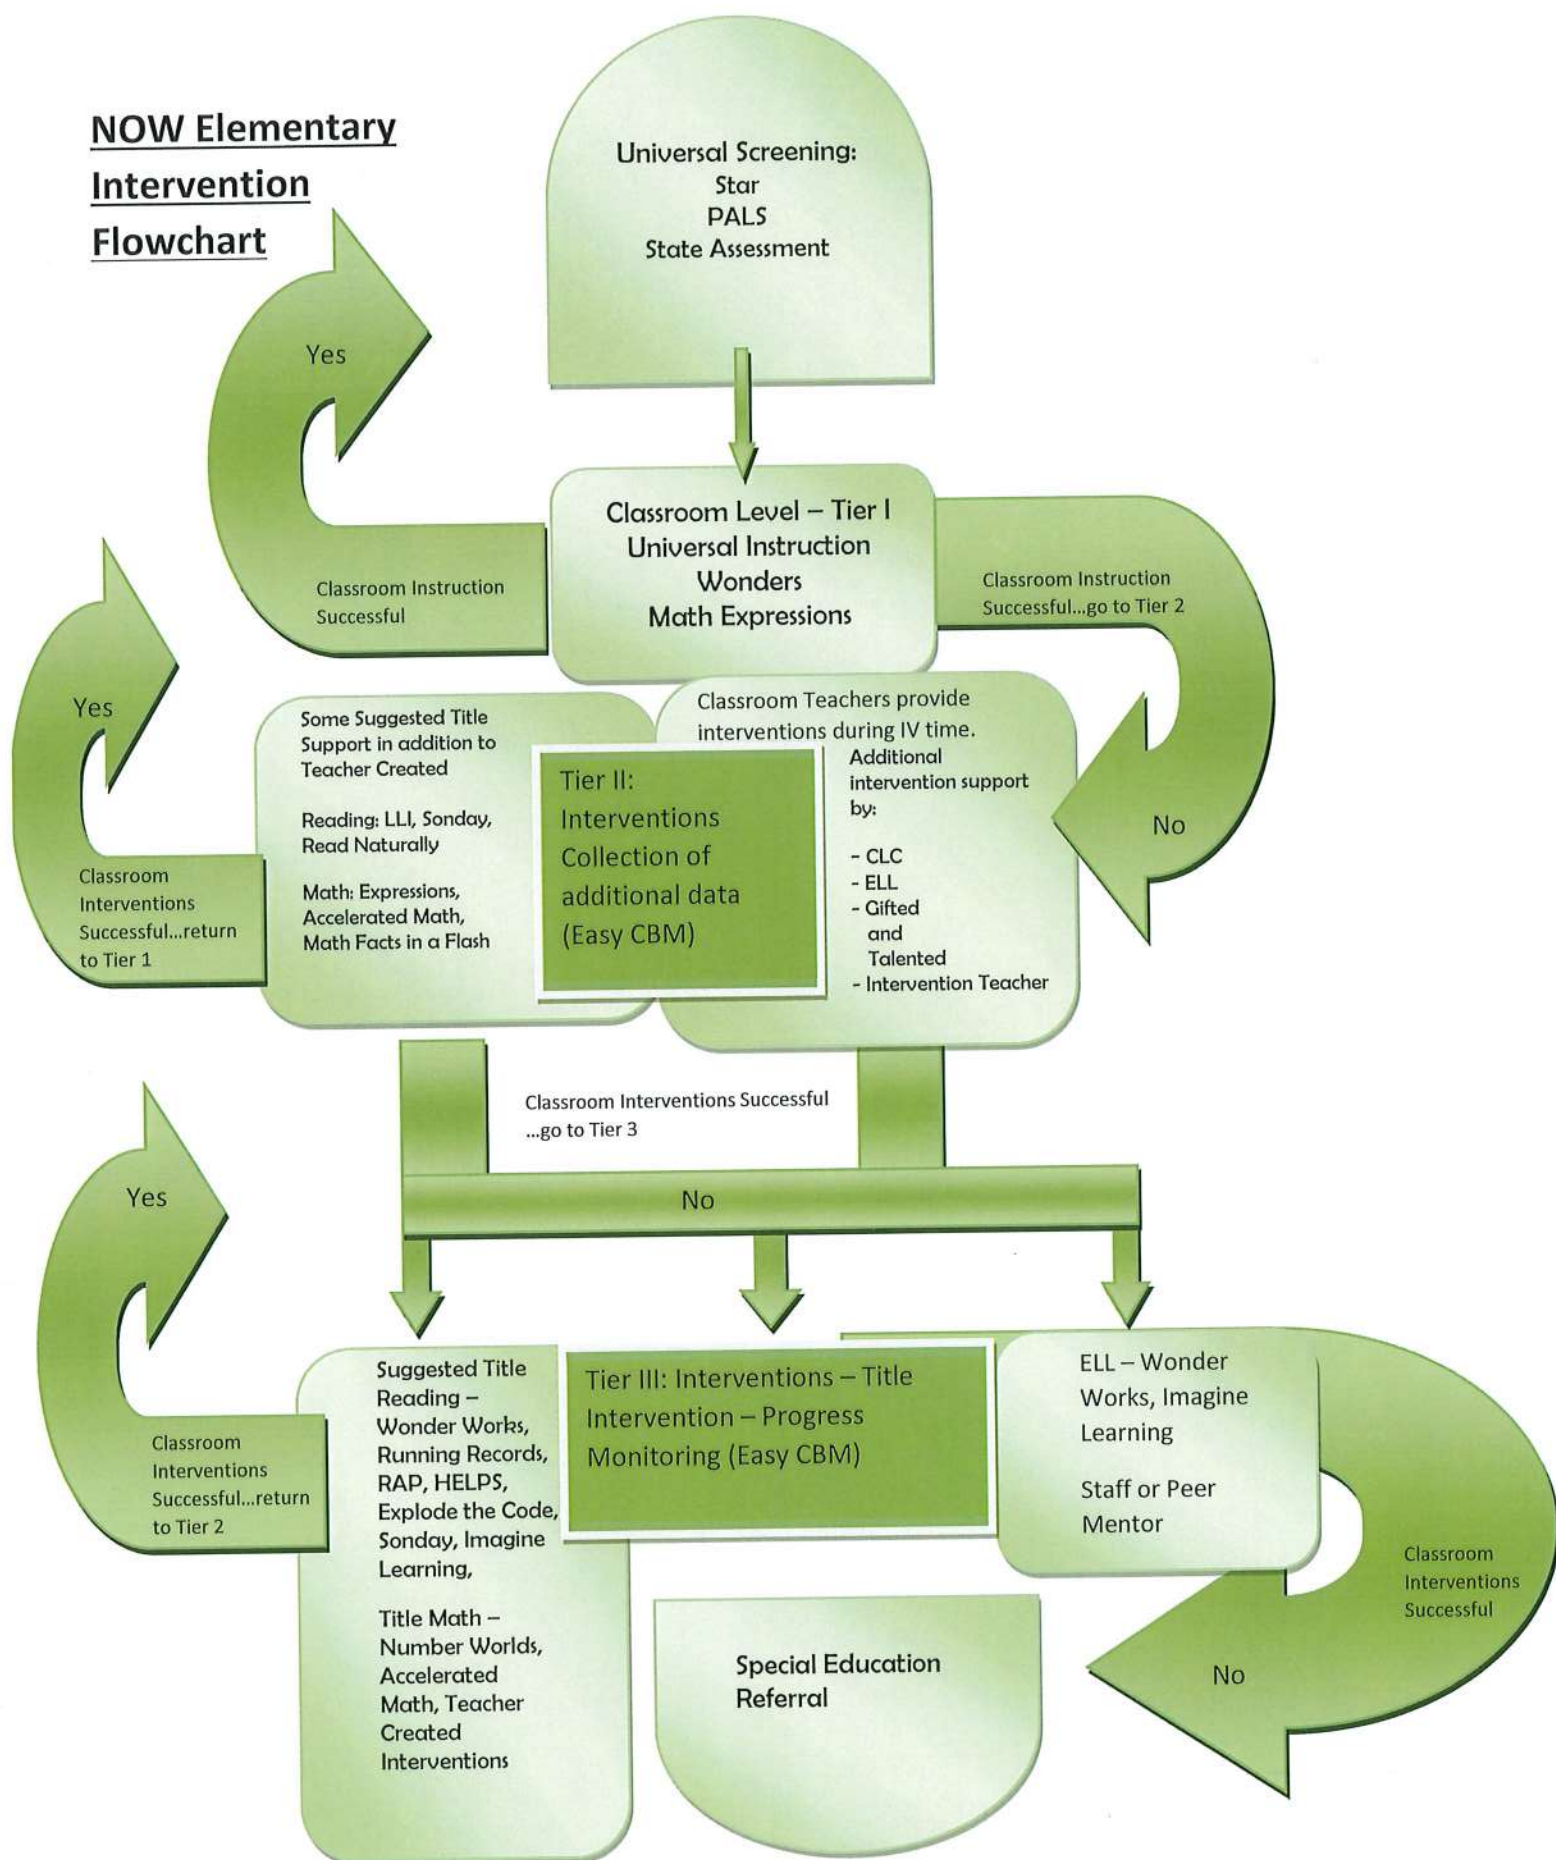 NOW Elementary
Intervention
Flowchart
Universal Screening:
Star
PALS
State Assessment
Yes
Classroom Instruction
Successful
Classroom Level – Tier I
Universal Instruction
Wonders
Math Expressions
Classroom Instruction
Successful...go to Tier 2
No
Yes
Classroom
Interventions
Successful...return
to Tier 1
Some Suggested Title
Support in addition to
Teacher Created
Reading: LLI, Sonday,
Read Naturally
Math: Expressions,
Accelerated Math,
Math Facts in a Flash
Tier II:
Interventions
Collection of
additional data
(Easy CBM)
Classroom Teachers provide
interventions during IV time.
Additional
intervention support
by:
- CLC
- ELL
- Gifted
and
Talented
- Intervention Teacher
Classroom Interventions Successful
...go to Tier 3
No
Yes
Classroom
Interventions
Successful...return
to Tier 2
Suggested Title
Reading –
Wonder Works,
Running Records,
RAP, HELPS,
Explode the Code,
Sonday, Imagine
Learning,
Title Math –
Number Worlds,
Accelerated
Math, Teacher
Created
Interventions
Tier III: Interventions – Title
Intervention – Progress
Monitoring (Easy CBM)
ELL – Wonder
Works, Imagine
Learning
Staff or Peer
Mentor
Classroom
Interventions
Successful
No
Special Education
Referral